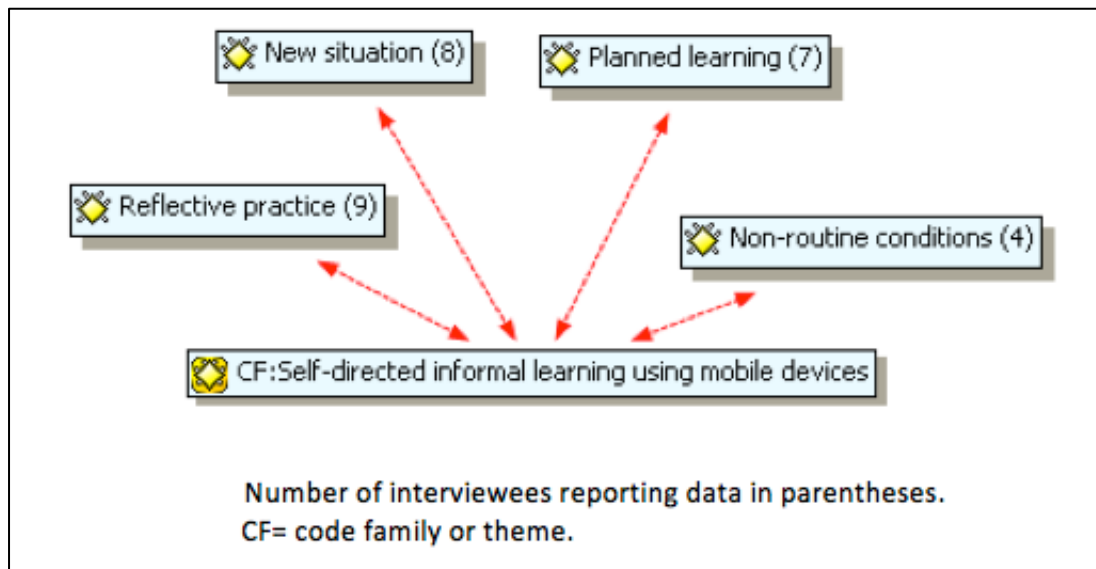 New situation (8)
Planned learning (7)
Reflective practice (9)
Non-routine conditions (4)
CF:Self-directed informal learning using mobile devices
Number of interviewees reporting data in parentheses.
CF= code family or theme.